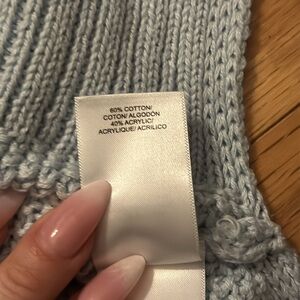 60% COTTON/
COTON/ALGODON
40% ACRYLIC/
ACRYLIQUE/ ACRILICO